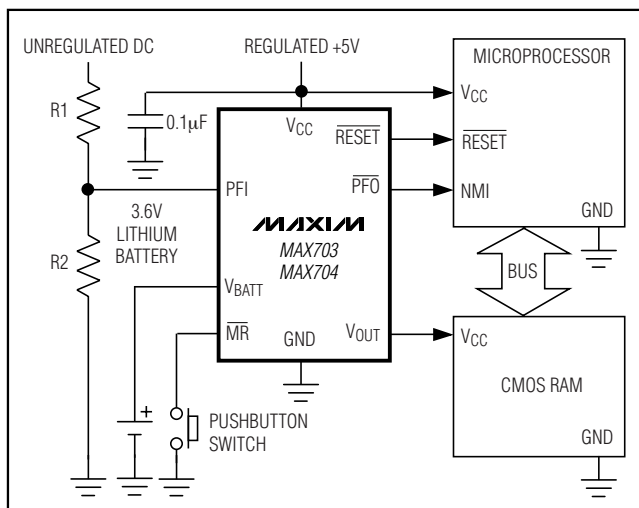 UNREGULATED DC
REGULATED +5V
MICROPROCESSOR
R1
0.1µF
VCC
RESET
PFI
PFO
3.6V
LITHIUM
BATTERY
R2
MAXIM
MAX703
MAX704
VBATT
MR
GND
VOUT
VCC
RESET
NMI
GND
BUS
VCC
CMOS RAM
GND
PUSHBUTTON
SWITCH
+